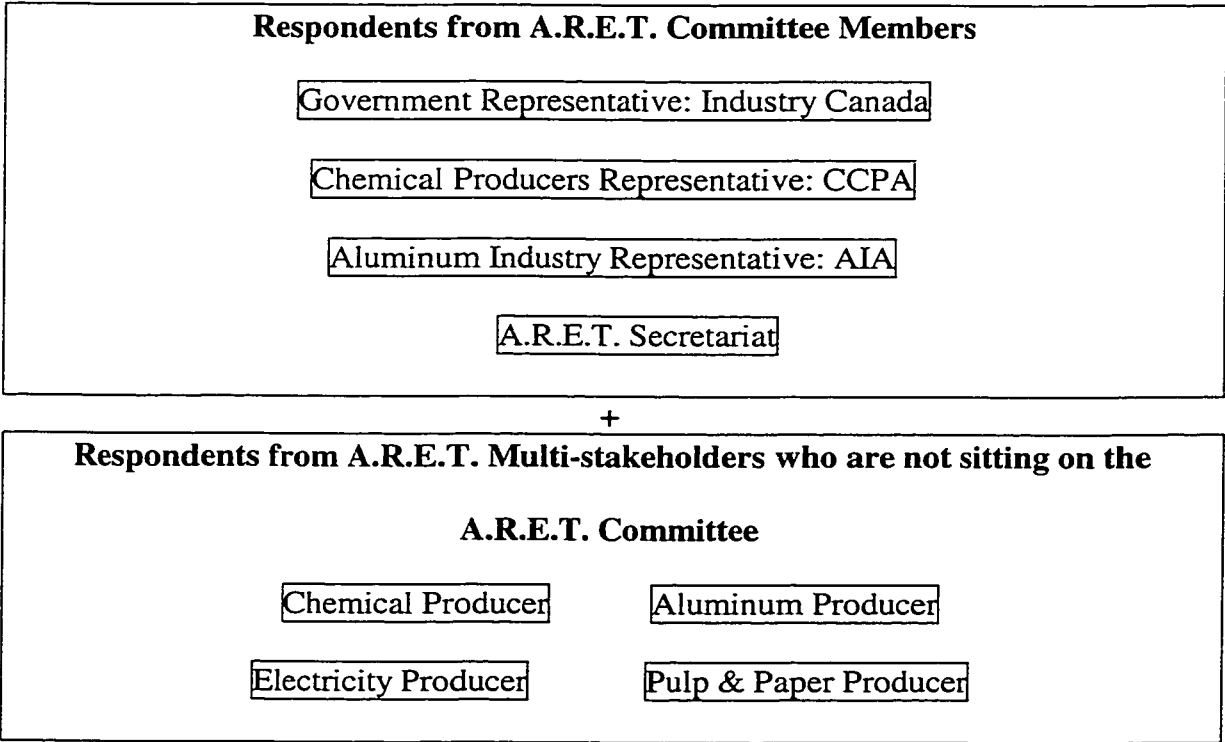 Respondents from A.R.E.T. Committee Members
Government Representative: Industry Canada
Chemical Producers Representative: CCPA
Aluminum Industry Representative: AIA
A.R.E.T. Secretariat
+
Respondents from A.R.E.T. Multi-stakeholders who are not sitting on the
A.R.E.T. Committee
Chemical Producer Aluminum Producer
Electricity Producer Pulp & Paper Producer